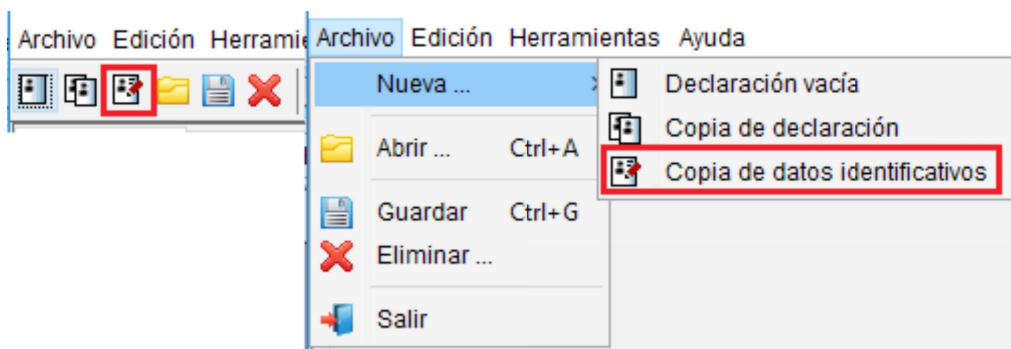 Archivo Edición Herramie
Archivo Edición Herramientas Ayuda
Nueva ...
Declaración vacía
Copia de declaración
Copia de datos identificativos
Abrir ... Ctrl+A
Guardar Ctrl+G
Eliminar ...
Salir